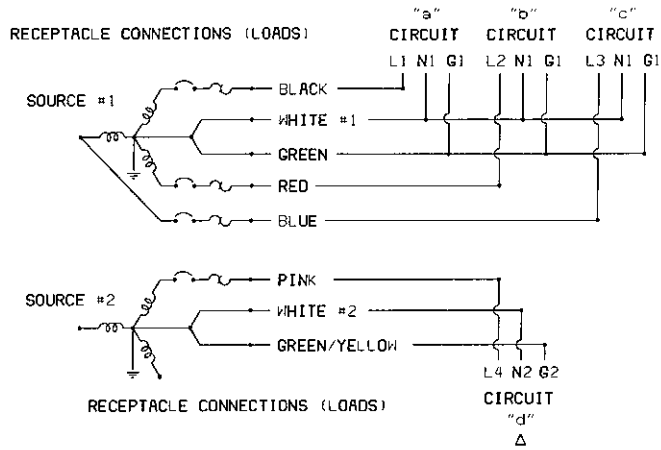 "a" "b" "c"
RECEPTACLE CONNECTIONS (LOADS) CIRCUIT CIRCUIT CIRCUIT
L1 N1 G1 L2 N1 G1 L3 N1 G1
BLACK
SOURCE #1
WHITE #1
GREEN
RED
BLUE
PINK
SOURCE #2
WHITE #2
GREEN/YELLOW
L4 N2 G2
RECEPTACLE CONNECTIONS (LOADS) CIRCUIT
"d"
Δ